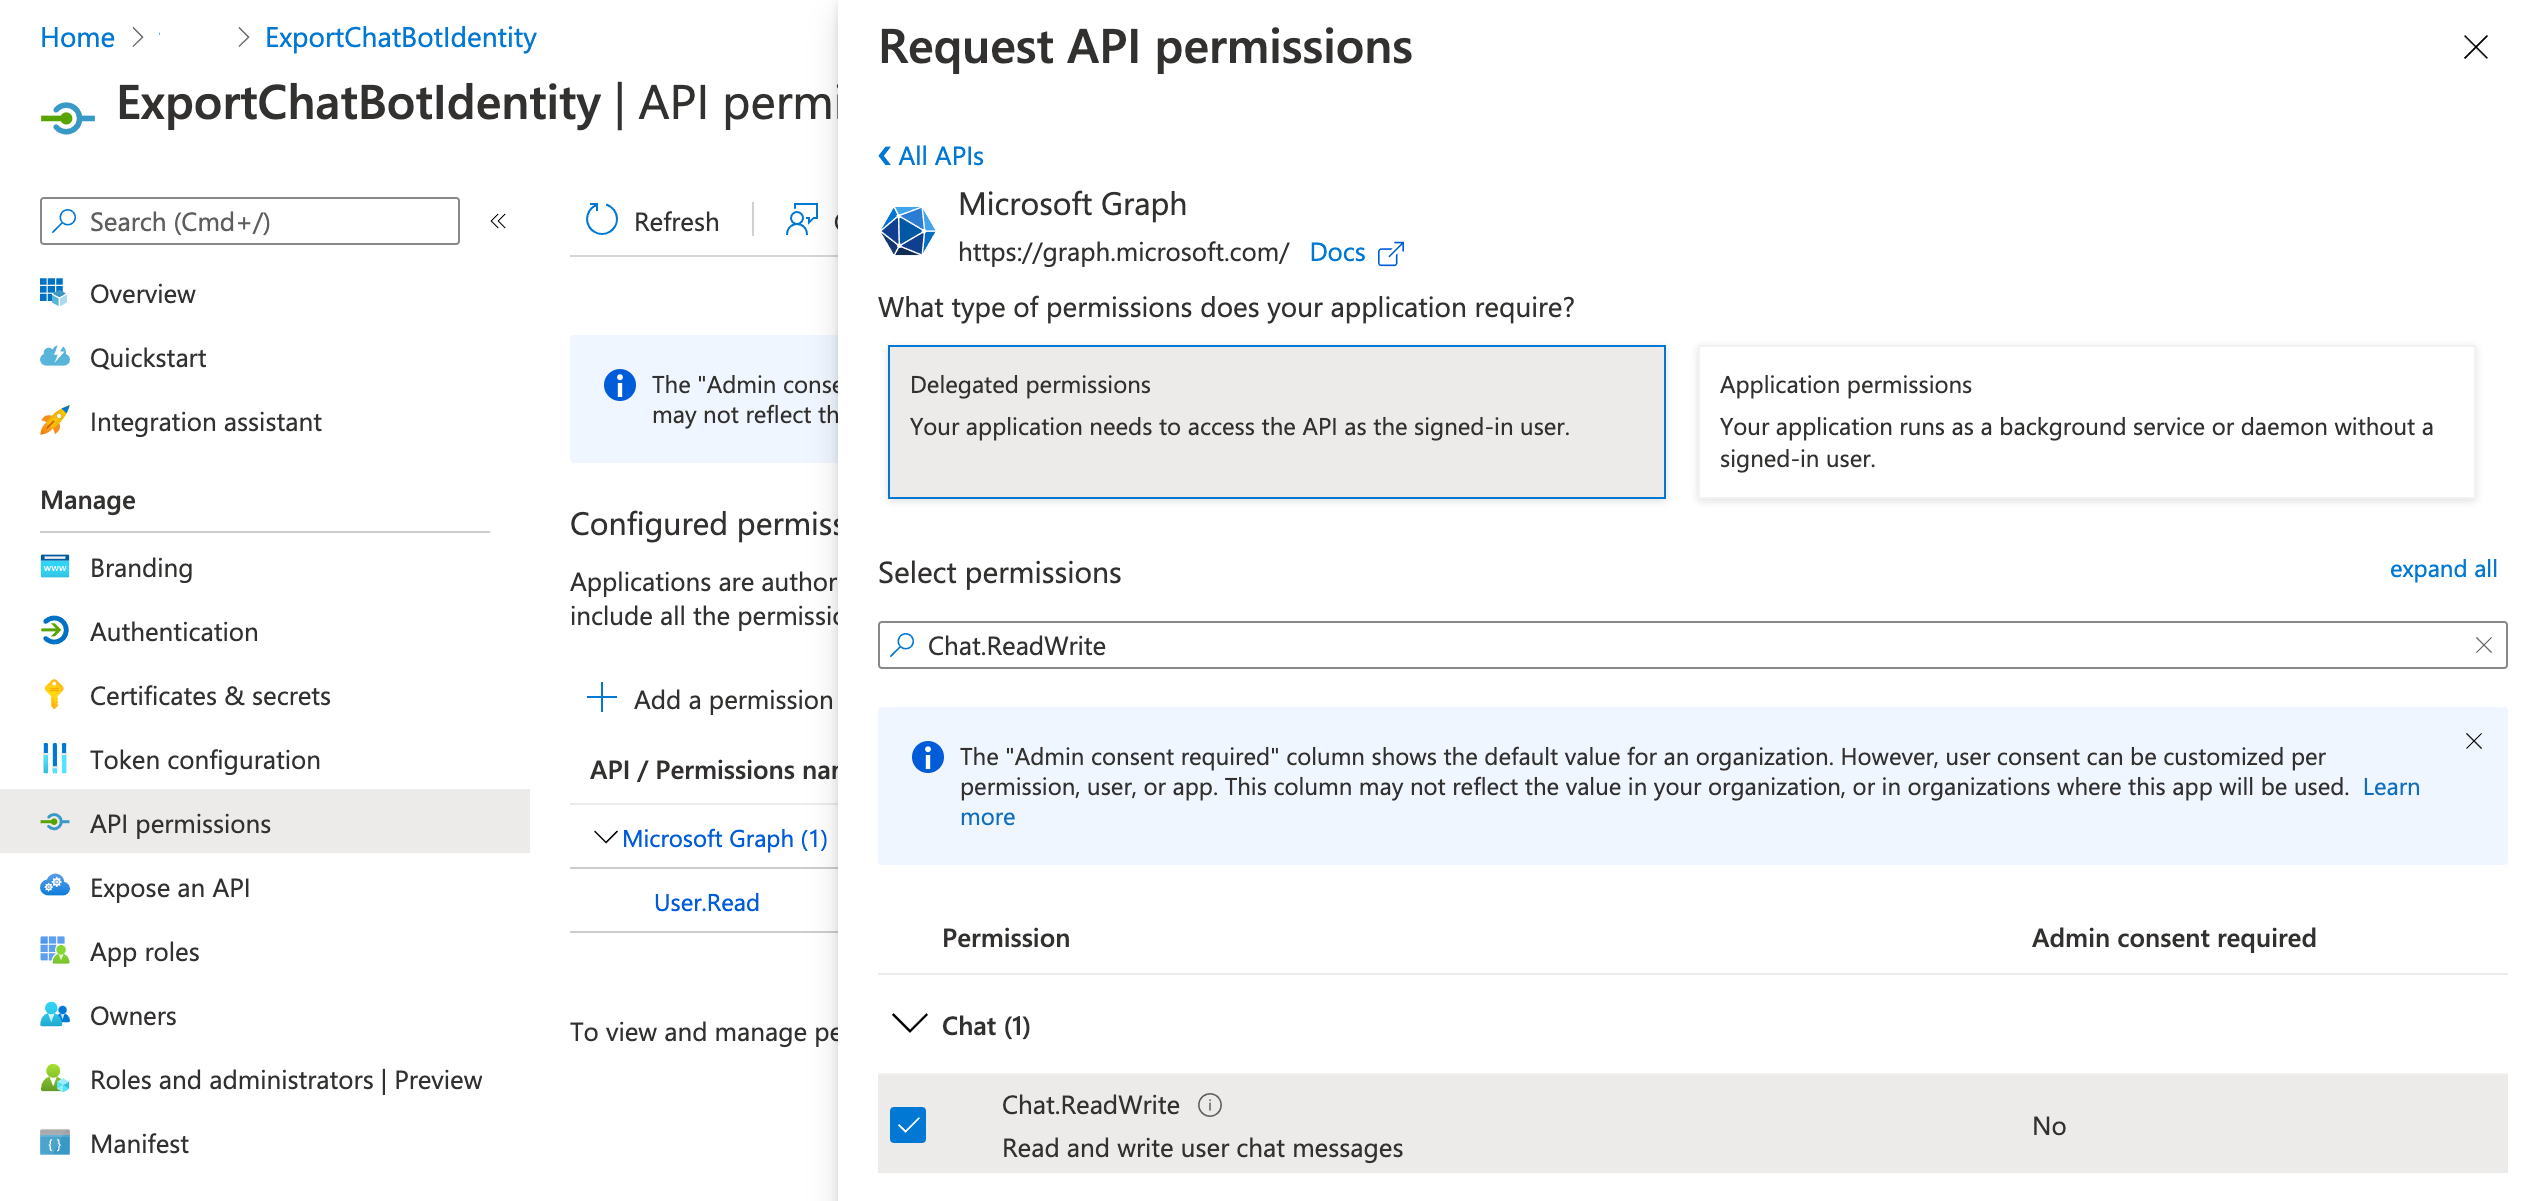 Home > > ExportChatBotIdentity
ExportChatBotIdentity | API permi
Search (Cmd+/)
«
Overview
Quickstart
Integration assistant
Manage
Branding
Authentication
Certificates & secrets
Token configuration
API permissions
Expose an API
App roles
Owners
Roles and administrators | Preview
Manifest
Refresh
The "Admin conse
may not reflect th
Configured permiss
Applications are author
include all the permissio
Add a permission
API / Permissions nar
Microsoft Graph (1)
User.Read
To view and manage pe
Request API permissions
All APIs
Microsoft Graph
https://graph.microsoft.com/ Docs
What type of permissions does your application require?
Delegated permissions
Your application needs to access the API as the signed-in user.
Application permissions
Your application runs as a background service or daemon without a
signed-in user.
Select permissions
expand all
Chat.ReadWrite
The "Admin consent required" column shows the default value for an organization. However, user consent can be customized per
permission, user, or app. This column may not reflect the value in your organization, or in organizations where this app will be used. Learn
more
Permission
Admin consent required
Chat (1)
Chat.ReadWrite
Read and write user chat messages
No